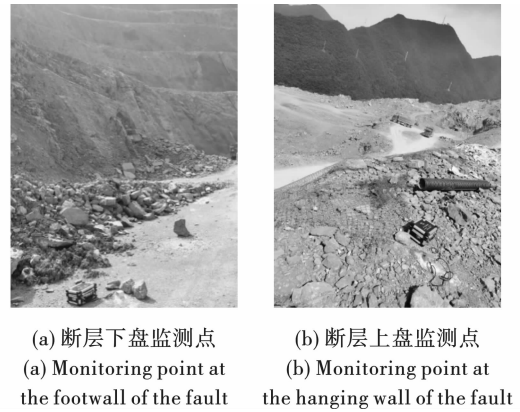 (a) 断层下盘监测点
(a) Monitoring point at
the footwall of the fault
(b) 断层上盘监测点
(b) Monitoring point at
the hanging wall of the fault